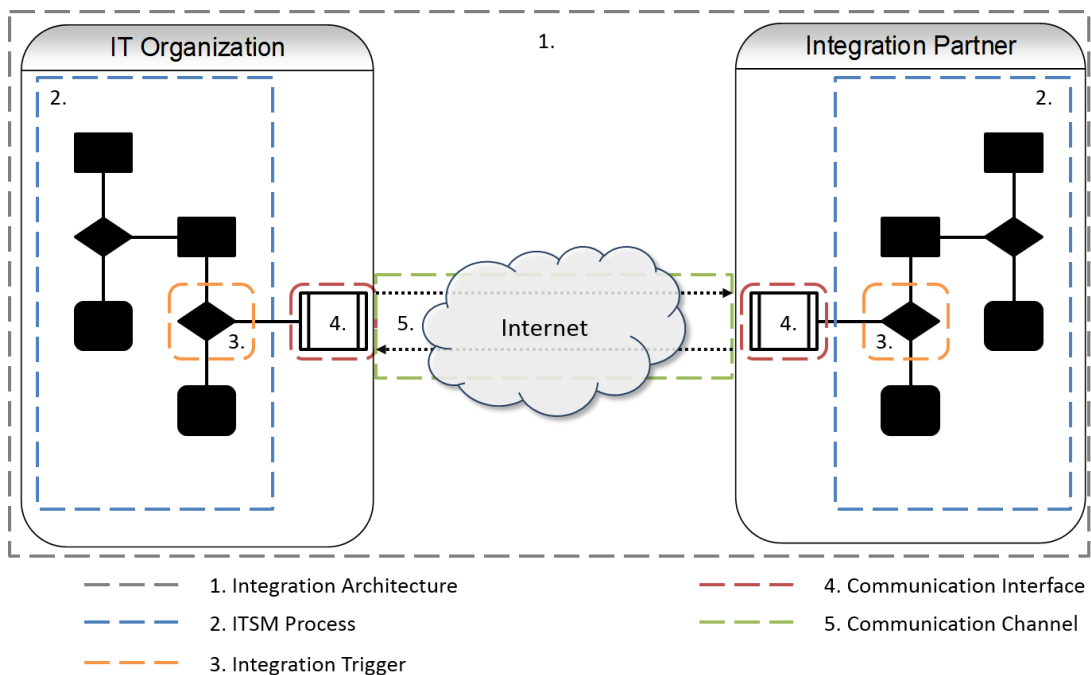 IT Organization
1.
Integration Partner
2.
2.
3.
4.
5.
Internet
4.
3.
1. Integration Architecture
2. ITSM Process
3. Integration Trigger
4. Communication Interface
5. Communication Channel